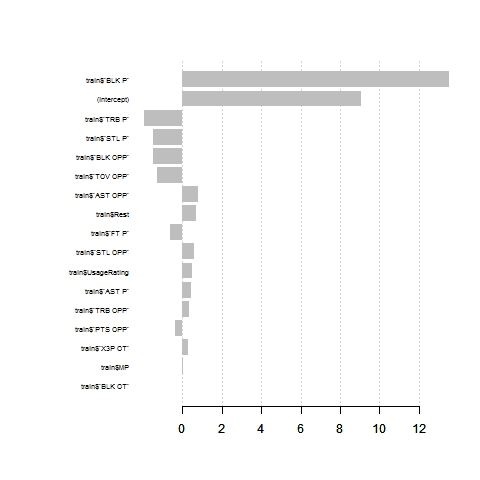 train$`BLK P`
(Intercept)
train$`TRB P`
train$`STL P`
train$`BLK OPP`
train$`TOV OPP`
train$`AST OPP`
train$Rest
train$`FT P`
train$`STL OPP`
train$UsageRating
train$`AST P`
train$`TRB OPP`
train$`PTS OPP`
train$`X3P OT`
train$MP
train$`BLK OT`
0 2 4 6 8 10 12